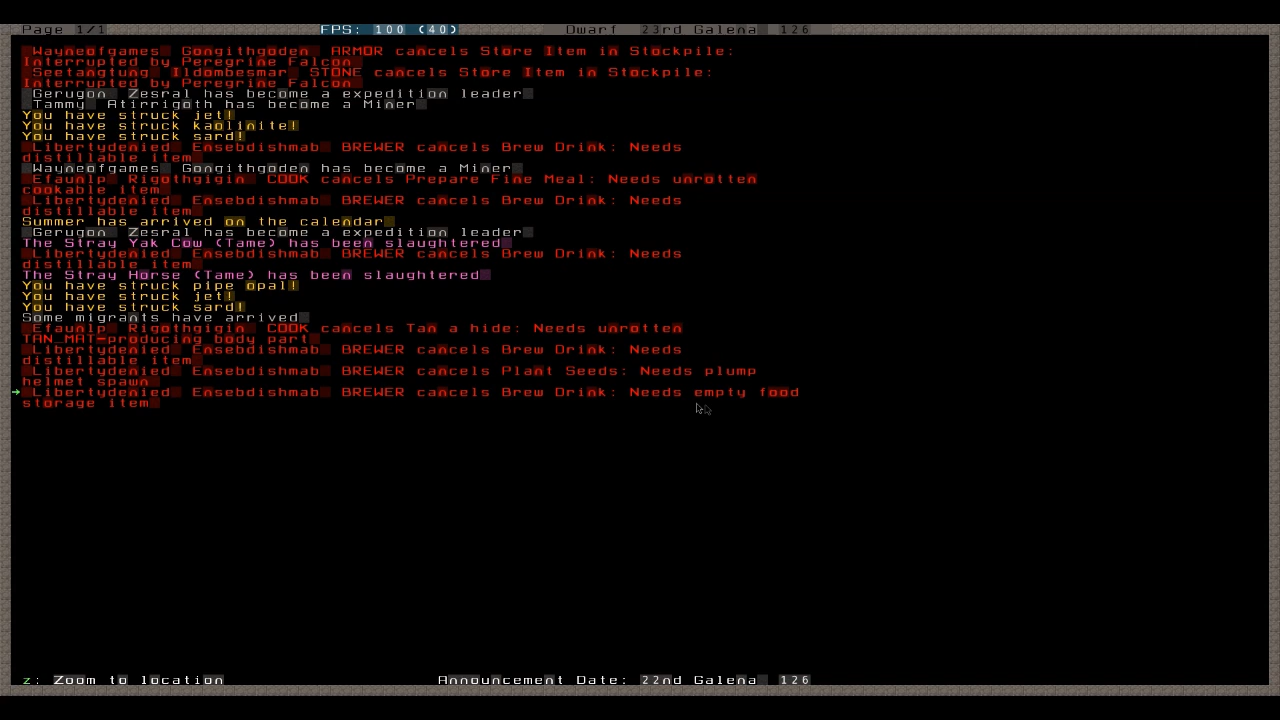 Page 1/1 FPS: 100 (40) Dwarf 23rd Galena 126
Wayneofgames Gongithgoden ARMOR cancels Store Item in Stockpile:
Interrupted by Peregrine Falcon
Seetangtung Ildombesmar STONE cancels Store Item in Stockpile:
Interrupted by Peregrine Falcon
Gerugon Zesral has become a expedition leader
Tammy Atirrigoth has become a Miner
You have struck jet!
You have struck kaolinite!
You have struck sard!
Libertydenied Ensebdishmab BREWER cancels Brew Drink: Needs
distillable item
Wayneofgames Gongithgoden has become a Miner
Efaunlp Rigothgigin COOK cancels Prepare Fine Meal: Needs unrotten
cookable item
Libertydenied Ensebdishmab BREWER cancels Brew Drink: Needs
distillable item
Summer has arrived on the calendar
Gerugon Zesral has become a expedition leader
The Stray Yak Cow (Tame) has been slaughtered
Libertydenied Ensebdishmab BREWER cancels Brew Drink: Needs
distillable item
The Stray Horse (Tame) has been slaughtered
You have struck pipe opal!
You have struck jet!
You have struck sard!
Some migrants have arrived
Efaunlp Rigothgigin COOK cancels Tan a hide: Needs unrotten
TAN_MAT-producing body part
Libertydenied Ensebdishmab BREWER cancels Brew Drink: Needs
distillable item
Libertydenied Ensebdishmab BREWER cancels Plant Seeds: Needs plump
helmet spawn
Libertydenied Ensebdishmab BREWER cancels Brew Drink: Needs empty food
storage item
z: Zoom to location Announcement Date: 22nd Galena 126